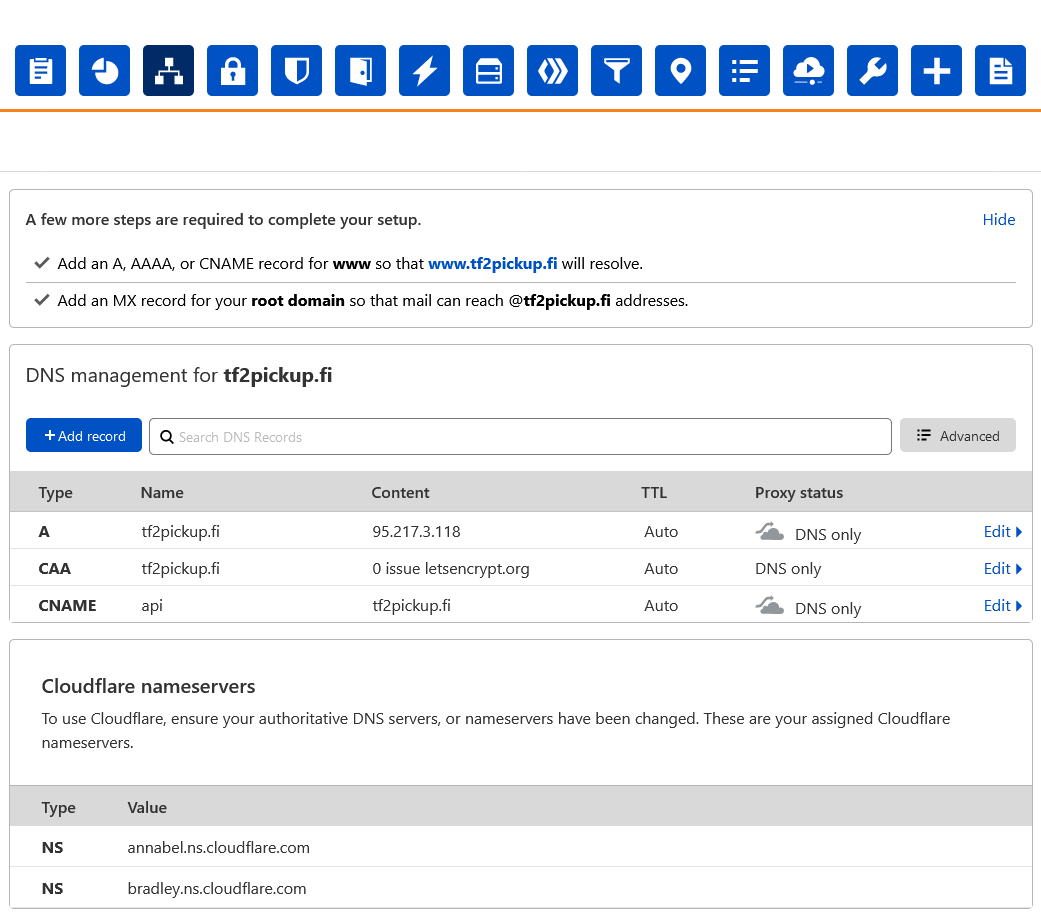 A few more steps are required to complete your setup. Hide
Add an A, AAAA, or CNAME record for www so that www.tf2pickup.fi will resolve.
Add an MX record for your root domain so that mail can reach @tf2pickup.fi addresses.
DNS management for tf2pickup.fi
+ Add record Search DNS Records Advanced
Type Name Content TTL Proxy status
A tf2pickup.fi 95.217.3.118 Auto DNS only Edit
CAA tf2pickup.fi 0 issue letsencrypt.org Auto DNS only Edit
CNAME api tf2pickup.fi Auto DNS only Edit
Cloudflare nameservers
To use Cloudflare, ensure your authoritative DNS servers, or nameservers have been changed. These are your assigned Cloudflare
nameservers.
Type Value
NS annabel.ns.cloudflare.com
NS bradley.ns.cloudflare.com